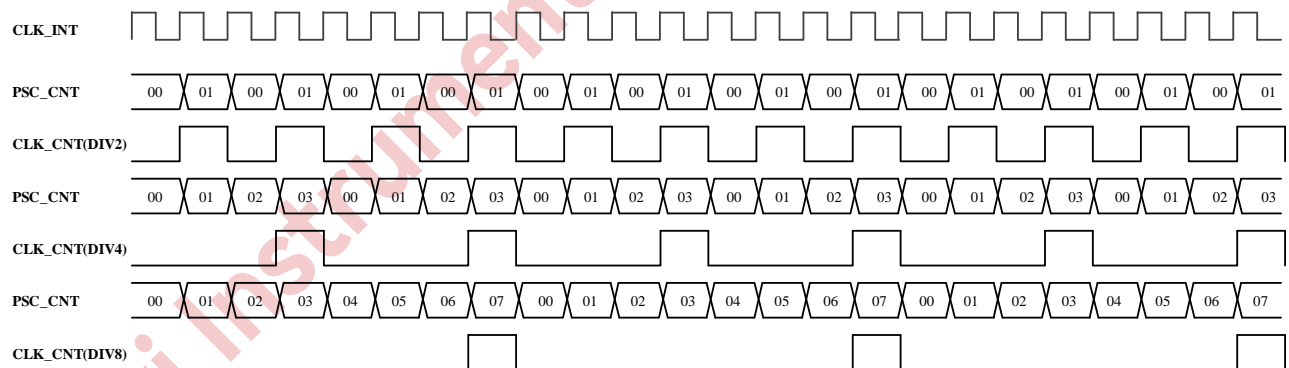 CLK_INT
PSC_CNT 00 01 00 01 00 01 00 01 00 01 00 01 00 01 00 01 00 01 00 01 00 01 00 01
CLK_CNT(DIV2)
PSC_CNT 00 01 02 03 00 01 02 03 00 01 02 03 00 01 02 03 00 01 02 03 00 01 02 03
CLK_CNT(DIV4)
PSC_CNT 00 01 02 03 04 05 06 07 00 01 02 03 04 05 06 07 00 01 02 03 04 05 06 07
CLK_CNT(DIV8)